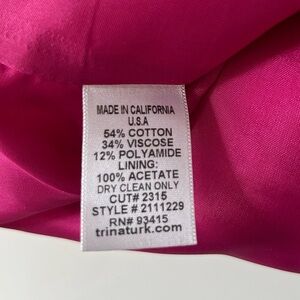 MADE IN CALIFORNIA
U.S.A
54% COTTON
34% VISCOSE
12% POLYAMIDE
LINING:
100% ACETATE
DRY CLEAN ONLY
CUT# 2315
STYLE # 2111229
RN# 93415
trinaturk.com